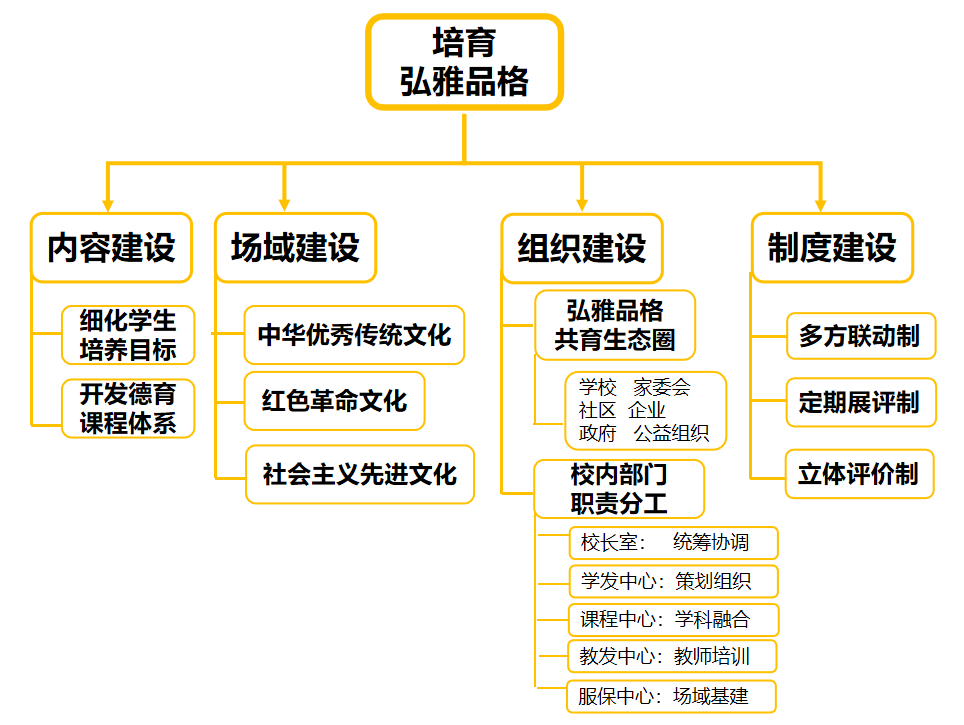 培育
弘雅品格
内容建设
细化学生
培养目标
开发德育
课程体系
场域建设
中华优秀传统文化
红色革命文化
社会主义先进文化
组织建设
弘雅品格
共育生态圈
学校 家委会
社区 企业
政府 公益组织
校内部门
职责分工
校长室： 统筹协调
学发中心：策划组织
课程中心：学科融合
教发中心：教师培训
服保中心：场域基建
制度建设
多方联动制
定期展评制
立体评价制